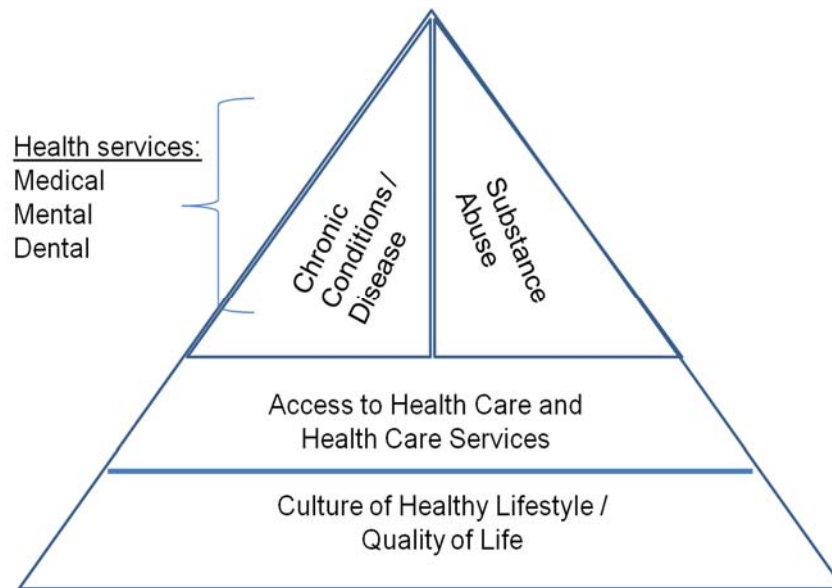 Health services:
Medical
Mental
Dental
Chronic
Conditions /
Disease
Substance
Abuse
Access to Health Care and
Health Care Services
Culture of Healthy Lifestyle /
Quality of Life